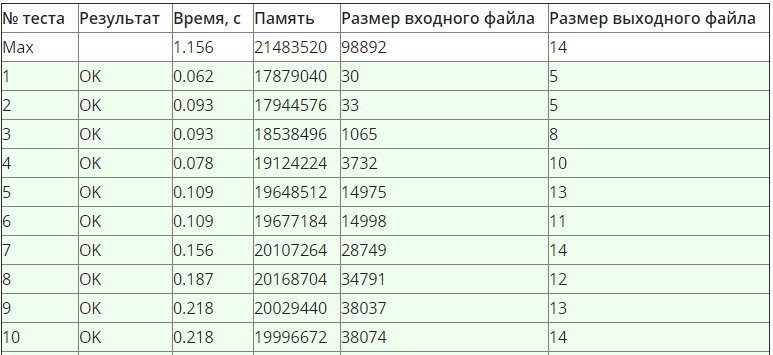 № теста Результат Время, с Память Размер входного файла Размер выходного файла
Max 1.156 21483520 98892 14
1 OK 0.062 17879040 30 5
2 OK 0.093 17944576 33 5
3 OK 0.093 18538496 1065 8
4 OK 0.078 19124224 3732 10
5 OK 0.109 19648512 14975 13
6 OK 0.109 19677184 14998 11
7 OK 0.156 20107264 28749 14
8 OK 0.187 20168704 34791 12
9 OK 0.218 20029440 38037 13
10 OK 0.218 19996672 38074 14